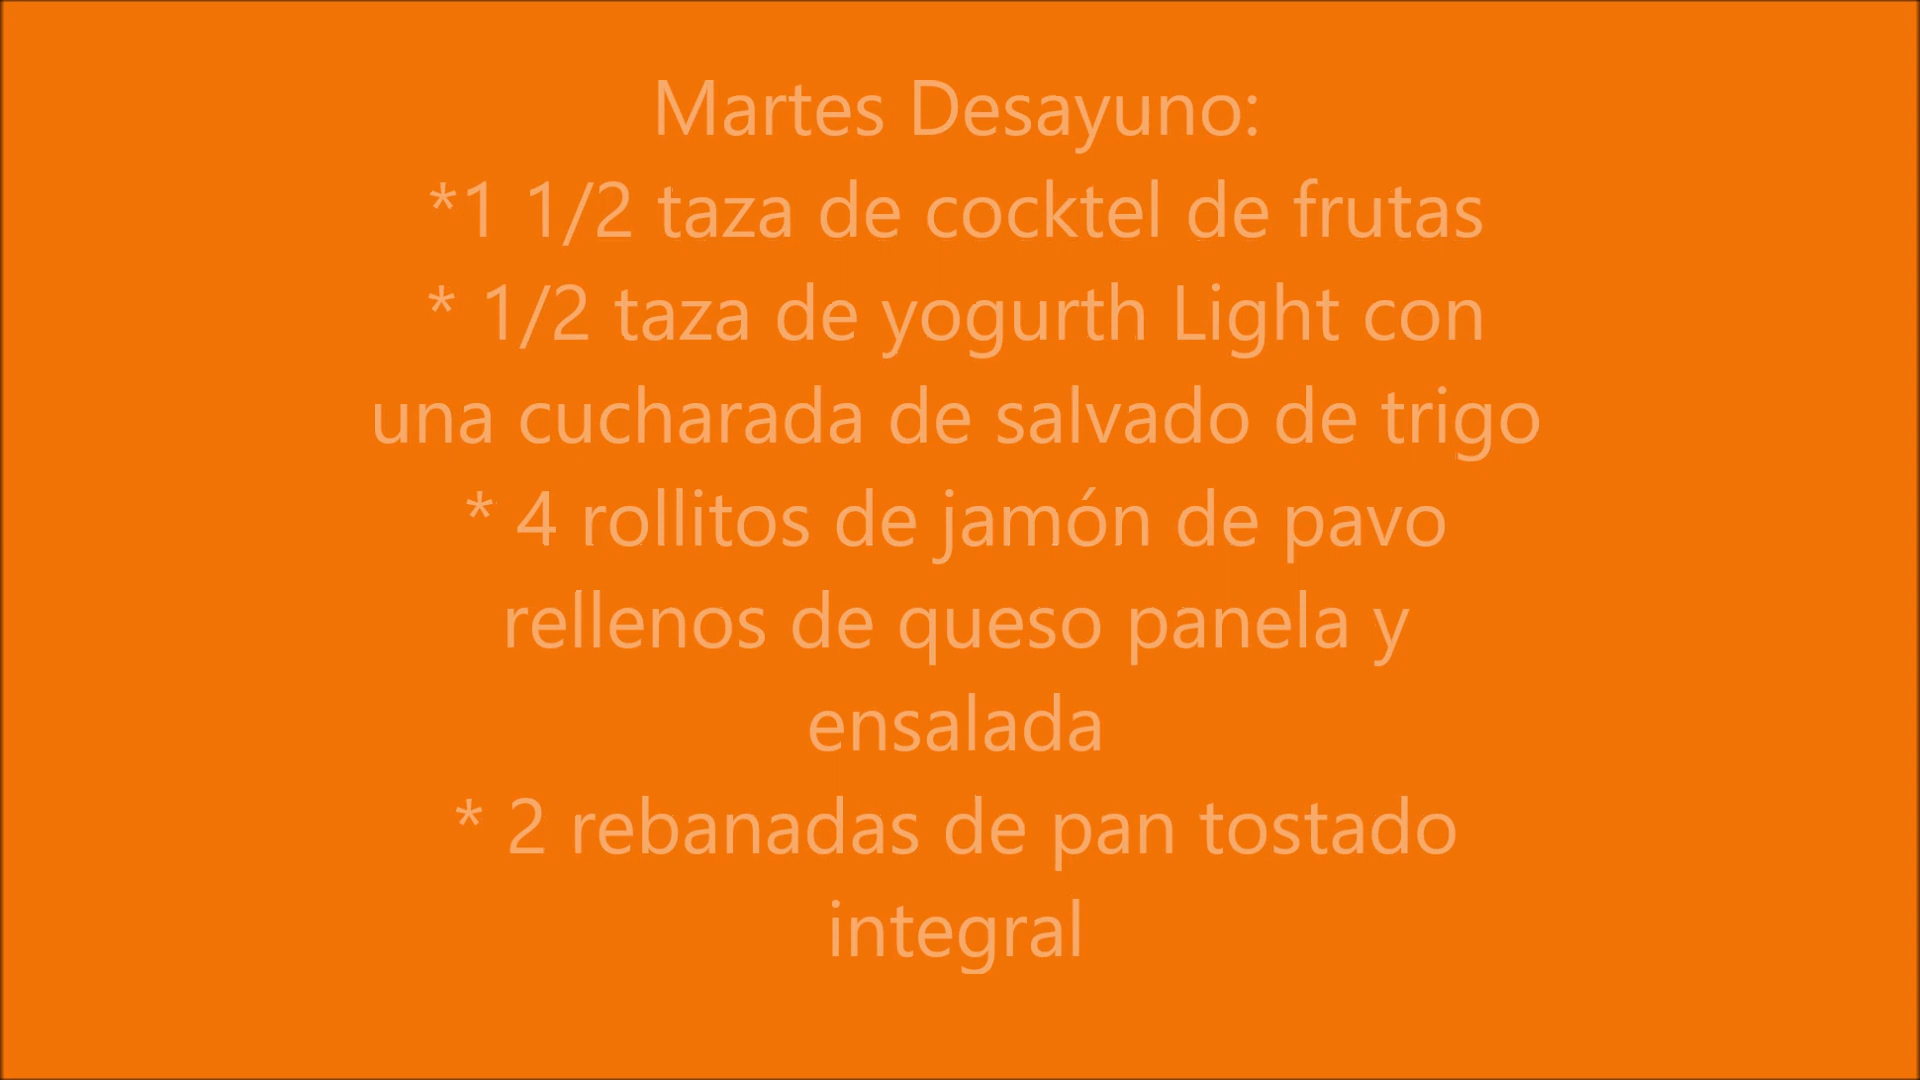 Martes Desayuno:
*1 1/2 taza de cocktel de frutas
* 1/2 taza de yogurth Light con
una cucharada de salvado de trigo
* 4 rollitos de jamón de pavo
rellenos de queso panela y
ensalada
* 2 rebanadas de pan tostado
integral